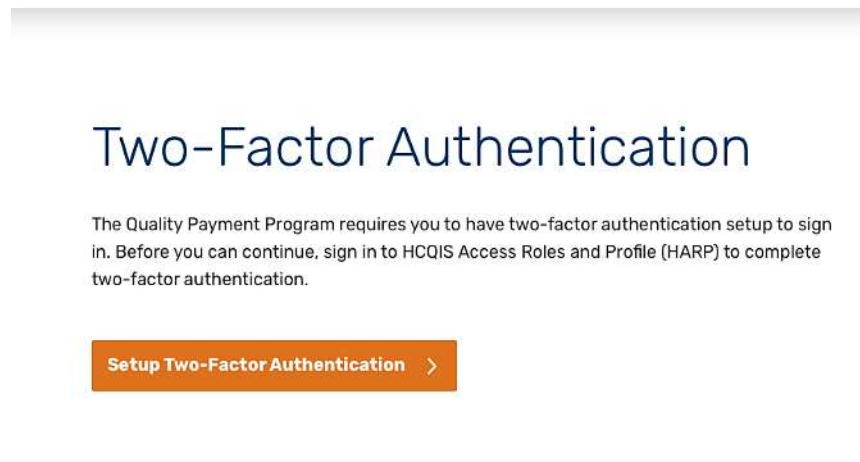 Two-Factor Authentication
The Quality Payment Program requires you to have two-factor authentication setup to sign
in. Before you can continue, sign in to HCQIS Access Roles and Profile (HARP) to complete
two-factor authentication.
Setup Two-Factor Authentication